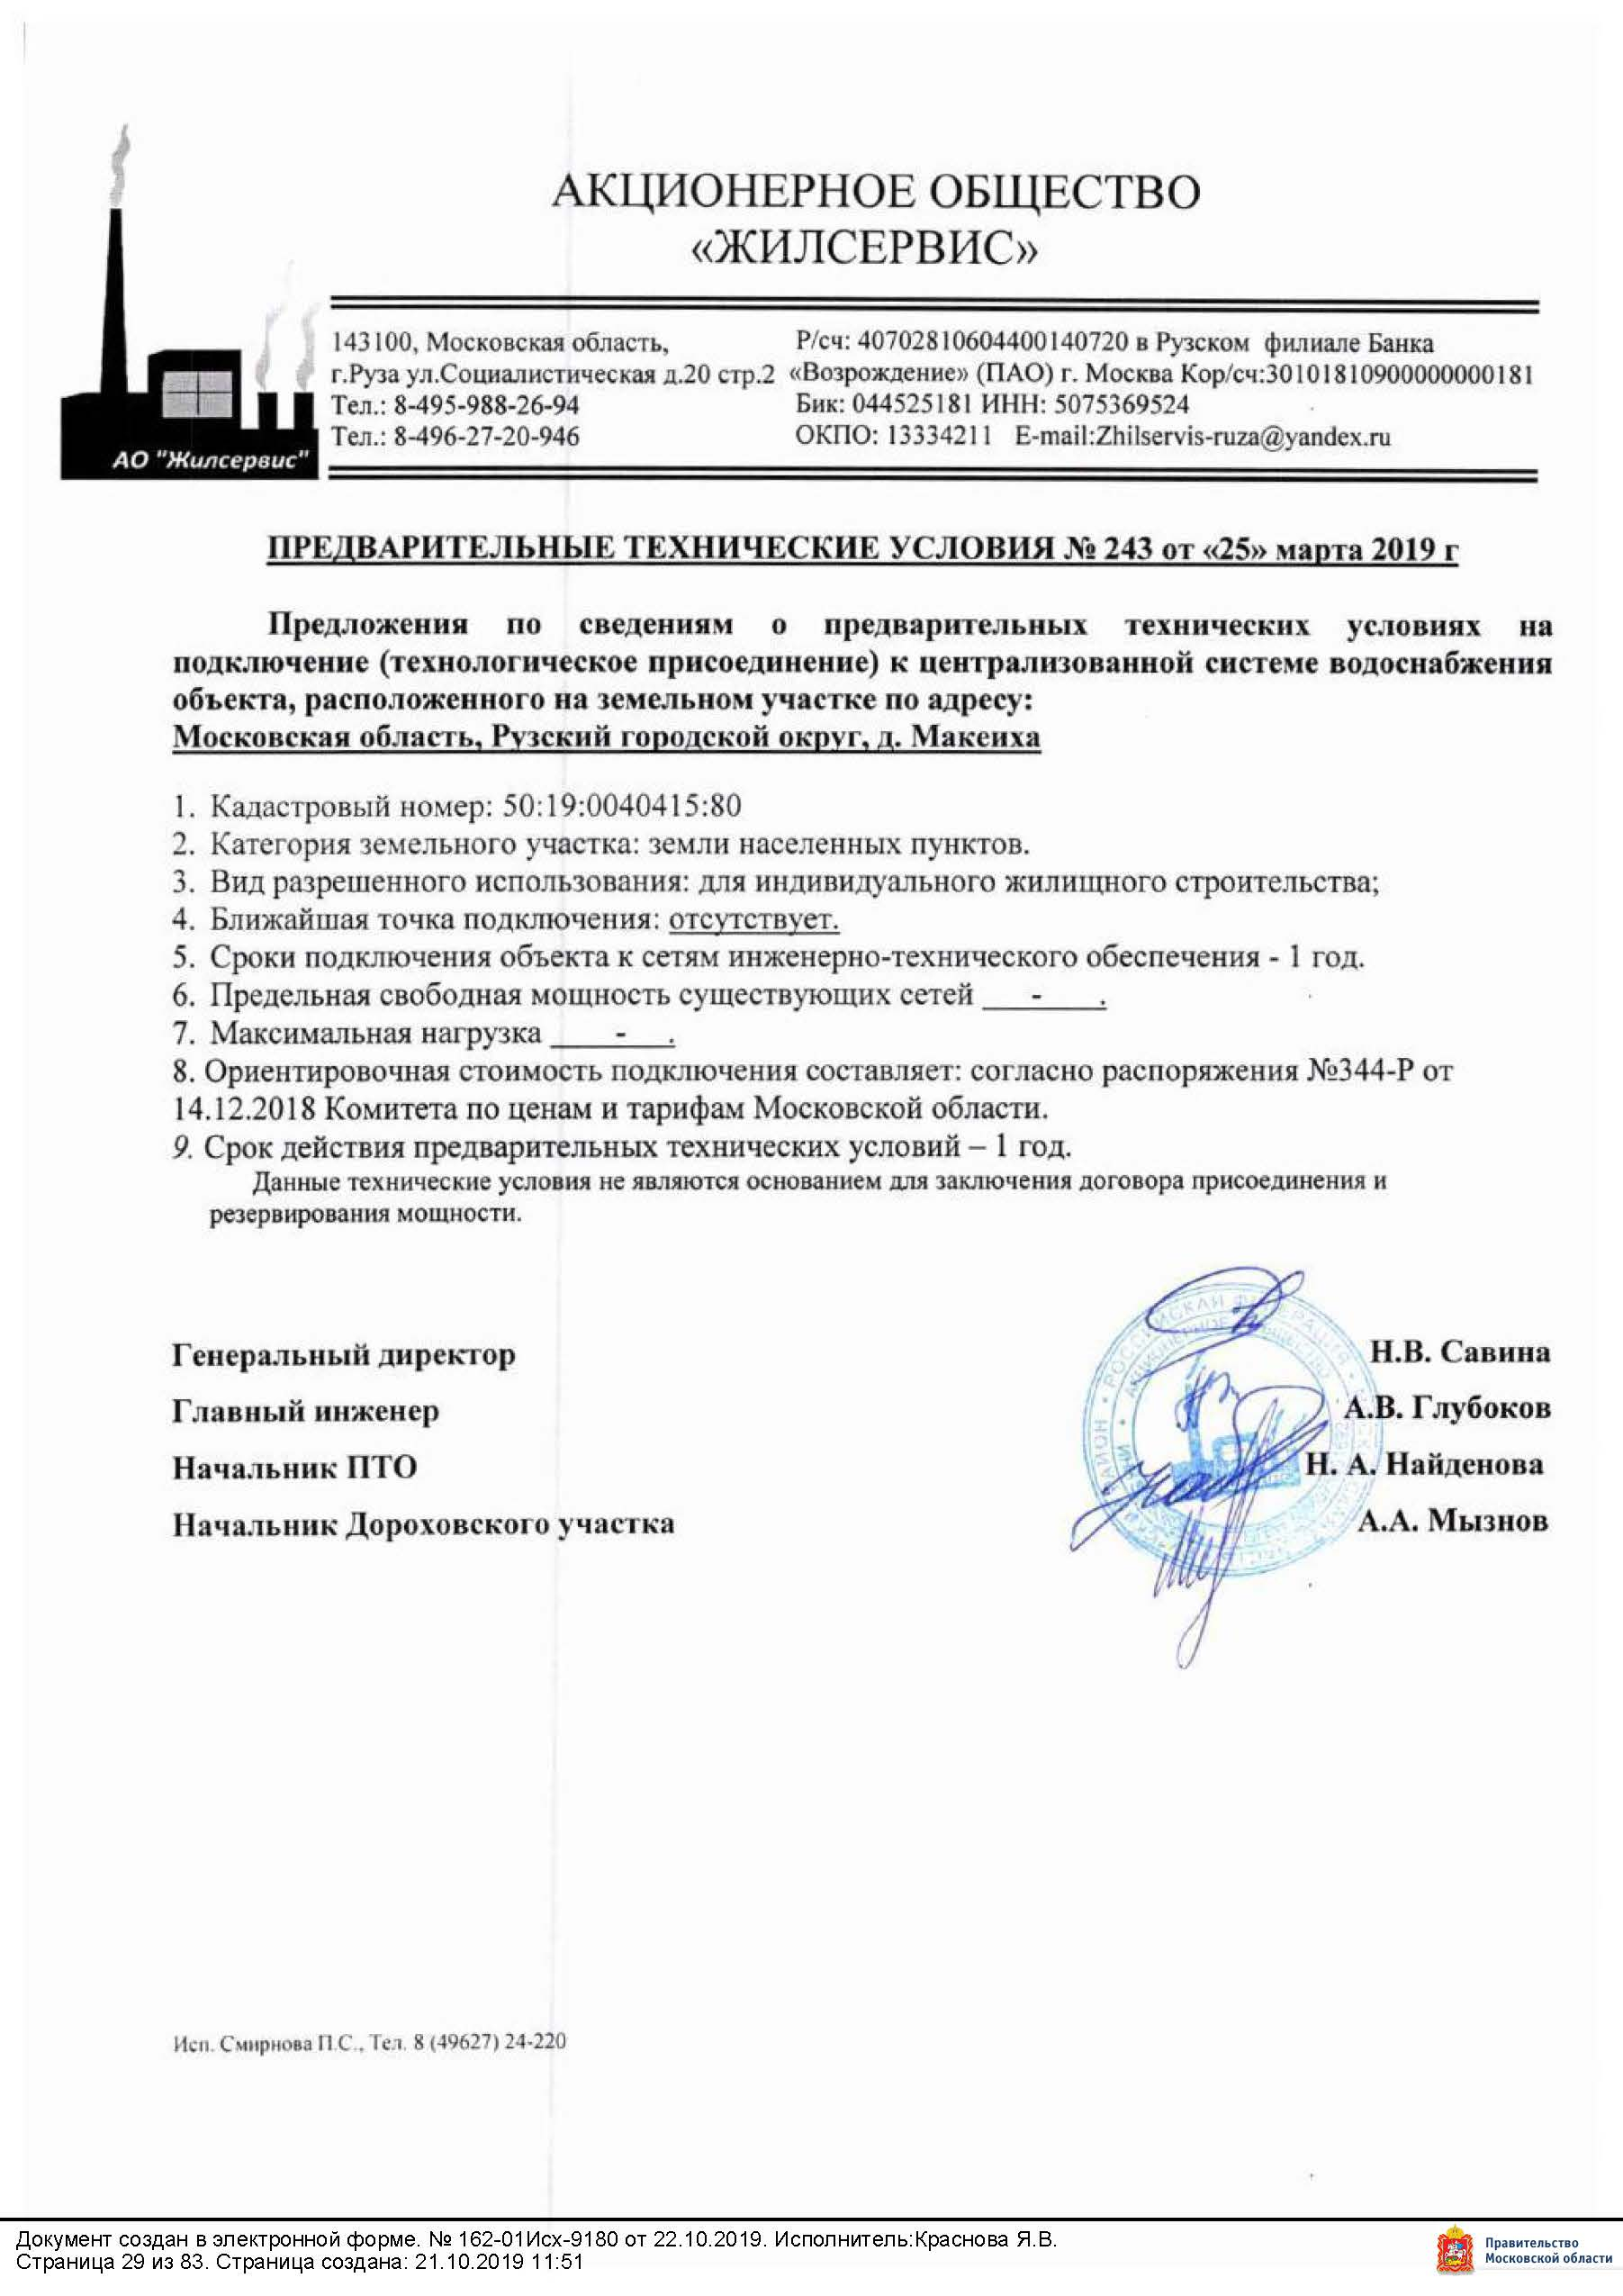 АКЦИОНЕРНОЕ ОБЩЕСТВО
«ЖИЛСЕРВИС»
143100, Московская область,
г.Руза ул.Социалистическая д.20 стр.2
Тел.: 8-495-988-26-94
Тел.: 8-496-27-20-946
Р/сч: 40702810604400140720 в Рузском филиале Банка
«Возрождение» (ПАО) г. Москва Кор/сч:30101810900000000181
Бик: 044525181 ИНН: 5075369524
ОКПО: 13334211 E-mail:Zhilservis-ruza@yandex.ru
АО "Жилсервис"
ПРЕДВАРИТЕЛЬНЫЕ ТЕХНИЧЕСКИЕ УСЛОВИЯ № 243 от «25» марта 2019 г
Предложения по сведениям о предварительных технических условиях на
подключение (технологическое присоединение) к централизованной системе водоснабжения
объекта, расположенного на земельном участке по адресу:
Московская область, Рузский городской округ, д. Макеиха
1. Кадастровый номер: 50:19:0040415:80
2. Категория земельного участка: земли населенных пунктов.
3. Вид разрешенного использования: для индивидуального жилищного строительства;
4. Ближайшая точка подключения: отсутствует.
5. Сроки подключения объекта к сетям инженерно-технического обеспечения - 1 год.
6. Предельная свободная мощность существующих сетей ___-___.
7. Максимальная нагрузка ___-___.
8. Ориентировочная стоимость подключения составляет: согласно распоряжения №344-Р от
14.12.2018 Комитета по ценам и тарифам Московской области.
9. Срок действия предварительных технических условий – 1 год.
Данные технические условия не являются основанием для заключения договора присоединения и
резервирования мощности.
Генеральный директор Н.В. Савина
Главный инженер А.В. Глубоков
Начальник ПТО Н. А. Найденова
Начальник Дороховского участка А.А. Мызнов
Исп. Смирнова П.С., Тел. 8 (49627) 24-220
Документ создан в электронной форме. № 162-01Исх-9180 от 22.10.2019. Исполнитель:Краснова Я.В.
Страница 29 из 83. Страница создана: 21.10.2019 11:51
Правительство
Московской области